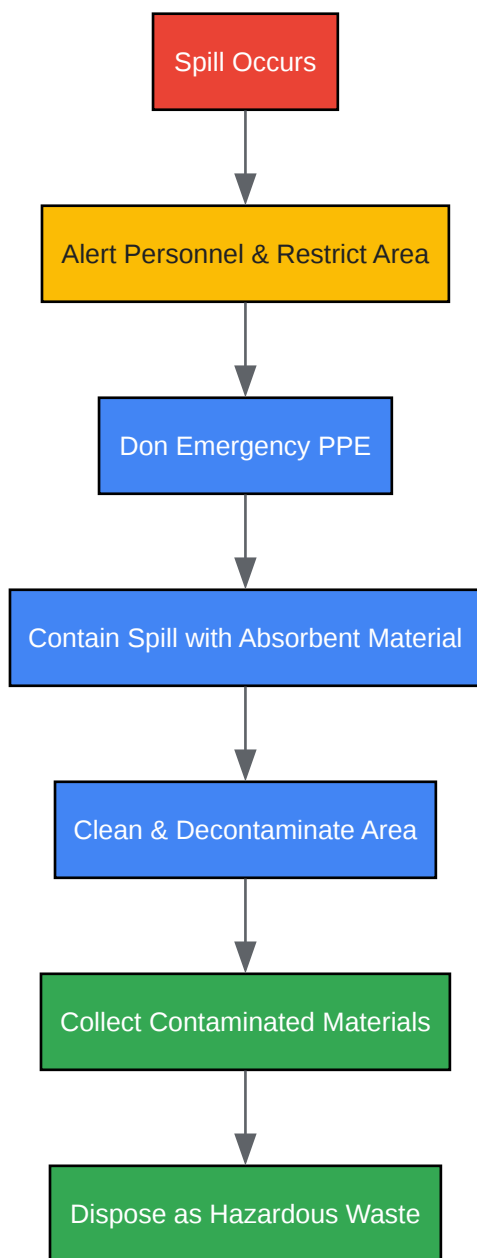 Spill Occurs
Alert Personnel & Restrict Area
Don Emergency PPE
Contain Spill with Absorbent Material
Clean & Decontaminate Area
Collect Contaminated Materials
Dispose as Hazardous Waste